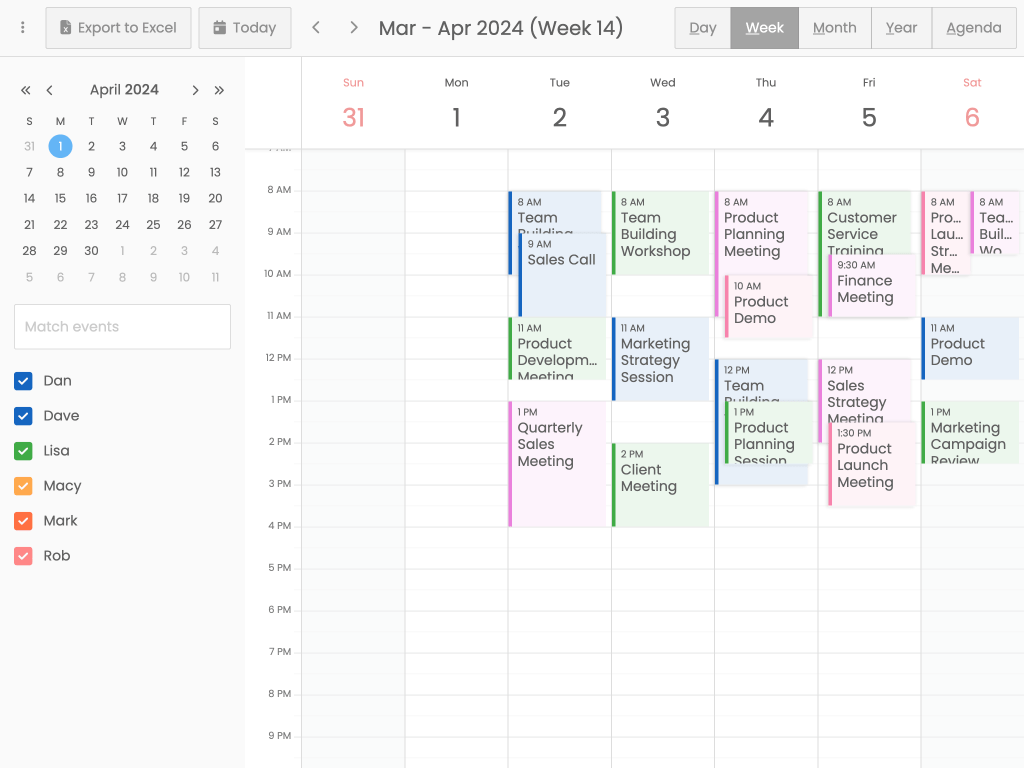 Export to Excel
Today
Mar - Apr 2024 (Week 14)
Day
Week
Month
Year
Agenda
April 2024
S M T W T F S
31 1 2 3 4 5 6
7 8 9 10 11 12 13
14 15 16 17 18 19 20
21 22 23 24 25 26 27
28 29 30 1 2 3 4
5 6 7 8 9 10 11
Match events
Dan
Dave
Lisa
Macy
Mark
Rob
Sun Mon Tue Wed Thu Fri Sat
31 1 2 3 4 5 6
8 AM
9 AM
10 AM
11 AM
12 PM
1 PM
2 PM
3 PM
4 PM
5 PM
6 PM
7 PM
8 PM
9 PM
8 AM
Team
Building
9 AM
Sales Call
11 AM
Product
Developm...
Meeting
1 PM
Quarterly
Sales
Meeting
8 AM
Team
Building
Workshop
11 AM
Marketing
Strategy
Session
2 PM
Client
Meeting
8 AM
Product
Planning
Meeting
10 AM
Product
Demo
12 PM
Team
Building
1 PM
Product
Planning
Session
8 AM
Customer
Service
Training
9:30 AM
Finance
Meeting
12 PM
Sales
Strategy
Meeting
1:30 PM
Product
Launch
Meeting
8 AM
Pro...
Lau...
Str...
Me...
8 AM
Tea...
Buil...
Wo
11 AM
Product
Demo
1 PM
Marketing
Campaign
Review